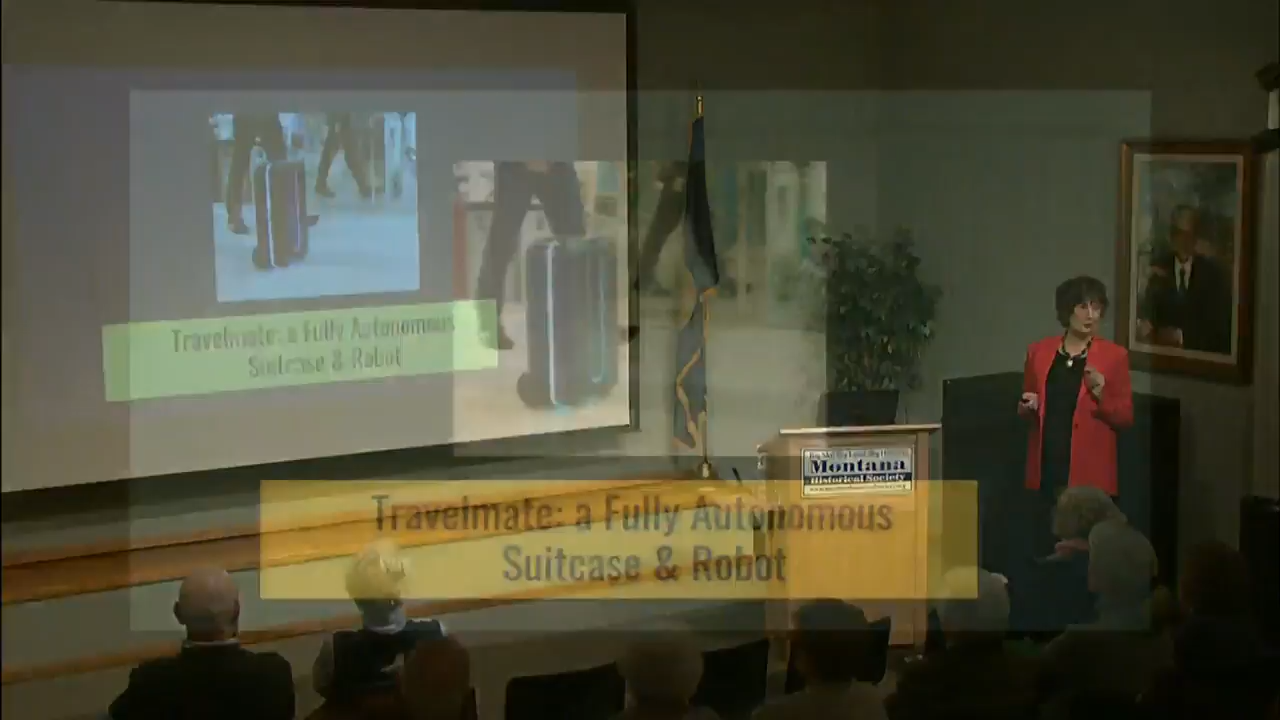 Travelmate: a Fully Autonomous
Suitcase & Robot
Montana
Historical Society
Travelmate: a Fully Autonomous
Suitcase & Robot